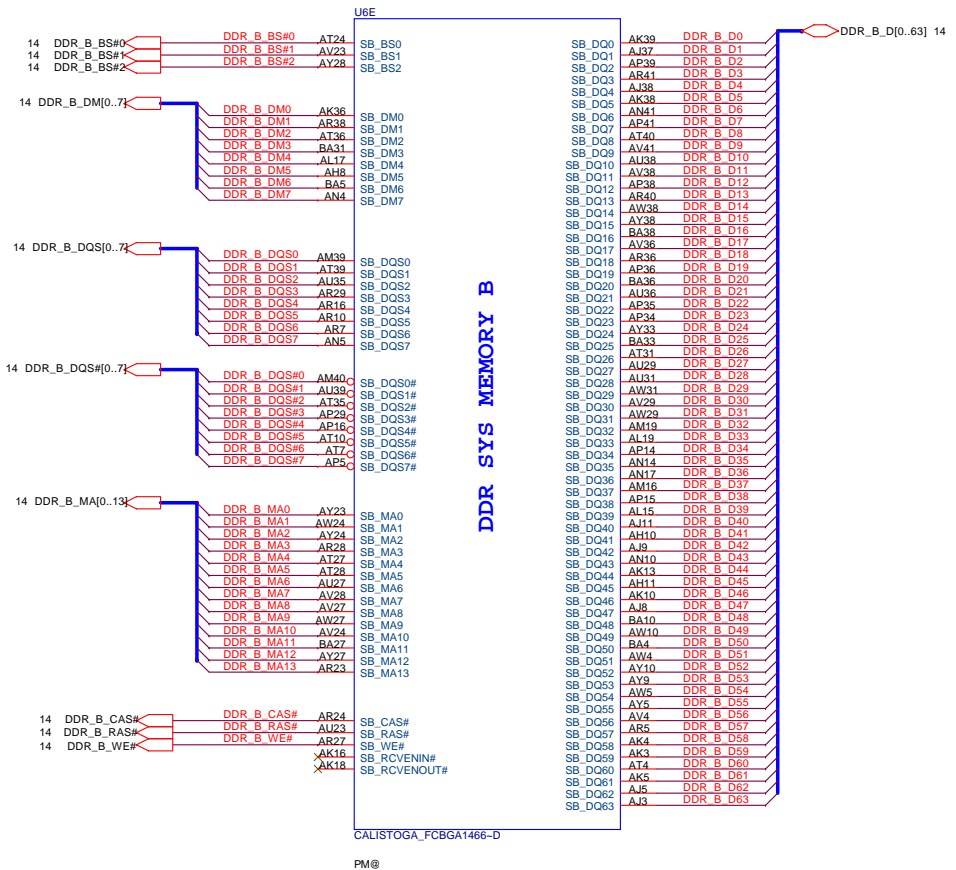 U6E
14 DDR_B_BS#0 DDR_B_BS#0 AT24 SB_BS0
14 DDR_B_BS#1 DDR_B_BS#1 AV23 SB_BS1
14 DDR_B_BS#2 DDR_B_BS#2 AY28 SB_BS2
14 DDR_B_DM[0..7]
DDR_B_DM0 AK36 SB_DM0
DDR_B_DM1 AR38 SB_DM1
DDR_B_DM2 AT36 SB_DM2
DDR_B_DM3 BA31 SB_DM3
DDR_B_DM4 AL17 SB_DM4
DDR_B_DM5 AH8 SB_DM5
DDR_B_DM6 BA5 SB_DM6
DDR_B_DM7 AN4 SB_DM7
14 DDR_B_DQS[0..7]
DDR_B_DQS0 AM39 SB_DQS0
DDR_B_DQS1 AT39 SB_DQS1
DDR_B_DQS2 AU35 SB_DQS2
DDR_B_DQS3 AR29 SB_DQS3
DDR_B_DQS4 AR16 SB_DQS4
DDR_B_DQS5 AR10 SB_DQS5
DDR_B_DQS6 AR7 SB_DQS6
DDR_B_DQS7 AN5 SB_DQS7
14 DDR_B_DQS#[0..7]
DDR_B_DQS#0 AM40 SB_DQS0#
DDR_B_DQS#1 AU39 SB_DQS1#
DDR_B_DQS#2 AT35 SB_DQS2#
DDR_B_DQS#3 AP29 SB_DQS3#
DDR_B_DQS#4 AP16 SB_DQS4#
DDR_B_DQS#5 AT10 SB_DQS5#
DDR_B_DQS#6 AT7 SB_DQS6#
DDR_B_DQS#7 AP5 SB_DQS7#
14 DDR_B_MA[0..13]
DDR_B_MA0 AY23 SB_MA0
DDR_B_MA1 AW24 SB_MA1
DDR_B_MA2 AY24 SB_MA2
DDR_B_MA3 AR28 SB_MA3
DDR_B_MA4 AT27 SB_MA4
DDR_B_MA5 AT28 SB_MA5
DDR_B_MA6 AU27 SB_MA6
DDR_B_MA7 AV28 SB_MA7
DDR_B_MA8 AV27 SB_MA8
DDR_B_MA9 AW27 SB_MA9
DDR_B_MA10 AV24 SB_MA10
DDR_B_MA11 BA27 SB_MA11
DDR_B_MA12 AY27 SB_MA12
DDR_B_MA13 AR23 SB_MA13
14 DDR_B_CAS# DDR_B_CAS# AR24 SB_CAS#
14 DDR_B_RAS# DDR_B_RAS# AU23 SB_RAS#
14 DDR_B_WE# DDR_B_WE# AR27 SB_WE#
AK16 SB_RCVENIN#
AK18 SB_RCVENOUT#
DDR SYS MEMORY B
DDR_B_D[0..63] 14
SB_DQ0 AK39 DDR_B_D0
SB_DQ1 AJ37 DDR_B_D1
SB_DQ2 AP39 DDR_B_D2
SB_DQ3 AR41 DDR_B_D3
SB_DQ4 AJ38 DDR_B_D4
SB_DQ5 AK38 DDR_B_D5
SB_DQ6 AN41 DDR_B_D6
SB_DQ7 AP41 DDR_B_D7
SB_DQ8 AT40 DDR_B_D8
SB_DQ9 AV41 DDR_B_D9
SB_DQ10 AU38 DDR_B_D10
SB_DQ11 AV38 DDR_B_D11
SB_DQ12 AP38 DDR_B_D12
SB_DQ13 AR40 DDR_B_D13
SB_DQ14 AW38 DDR_B_D14
SB_DQ15 AY38 DDR_B_D15
SB_DQ16 BA38 DDR_B_D16
SB_DQ17 AV36 DDR_B_D17
SB_DQ18 AR36 DDR_B_D18
SB_DQ19 AP36 DDR_B_D19
SB_DQ20 BA36 DDR_B_D20
SB_DQ21 AU36 DDR_B_D21
SB_DQ22 AP35 DDR_B_D22
SB_DQ23 AP34 DDR_B_D23
SB_DQ24 AY33 DDR_B_D24
SB_DQ25 BA33 DDR_B_D25
SB_DQ26 AT31 DDR_B_D26
SB_DQ27 AU29 DDR_B_D27
SB_DQ28 AU31 DDR_B_D28
SB_DQ29 AW31 DDR_B_D29
SB_DQ30 AV29 DDR_B_D30
SB_DQ31 AW29 DDR_B_D31
SB_DQ32 AM19 DDR_B_D32
SB_DQ33 AL19 DDR_B_D33
SB_DQ34 AP14 DDR_B_D34
SB_DQ35 AN14 DDR_B_D35
SB_DQ36 AN17 DDR_B_D36
SB_DQ37 AM16 DDR_B_D37
SB_DQ38 AP15 DDR_B_D38
SB_DQ39 AL15 DDR_B_D39
SB_DQ40 AJ11 DDR_B_D40
SB_DQ41 AH10 DDR_B_D41
SB_DQ42 AJ9 DDR_B_D42
SB_DQ43 AN10 DDR_B_D43
SB_DQ44 AK13 DDR_B_D44
SB_DQ45 AH11 DDR_B_D45
SB_DQ46 AK10 DDR_B_D46
SB_DQ47 AJ8 DDR_B_D47
SB_DQ48 BA10 DDR_B_D48
SB_DQ49 AW10 DDR_B_D49
SB_DQ50 BA4 DDR_B_D50
SB_DQ51 AW4 DDR_B_D51
SB_DQ52 AY10 DDR_B_D52
SB_DQ53 AY9 DDR_B_D53
SB_DQ54 AW5 DDR_B_D54
SB_DQ55 AY5 DDR_B_D55
SB_DQ56 AV4 DDR_B_D56
SB_DQ57 AR5 DDR_B_D57
SB_DQ58 AK4 DDR_B_D58
SB_DQ59 AK3 DDR_B_D59
SB_DQ60 AT4 DDR_B_D60
SB_DQ61 AK5 DDR_B_D61
SB_DQ62 AJ5 DDR_B_D62
SB_DQ63 AJ3 DDR_B_D63
CALISTOGA_FCBGA1466~D
PM@